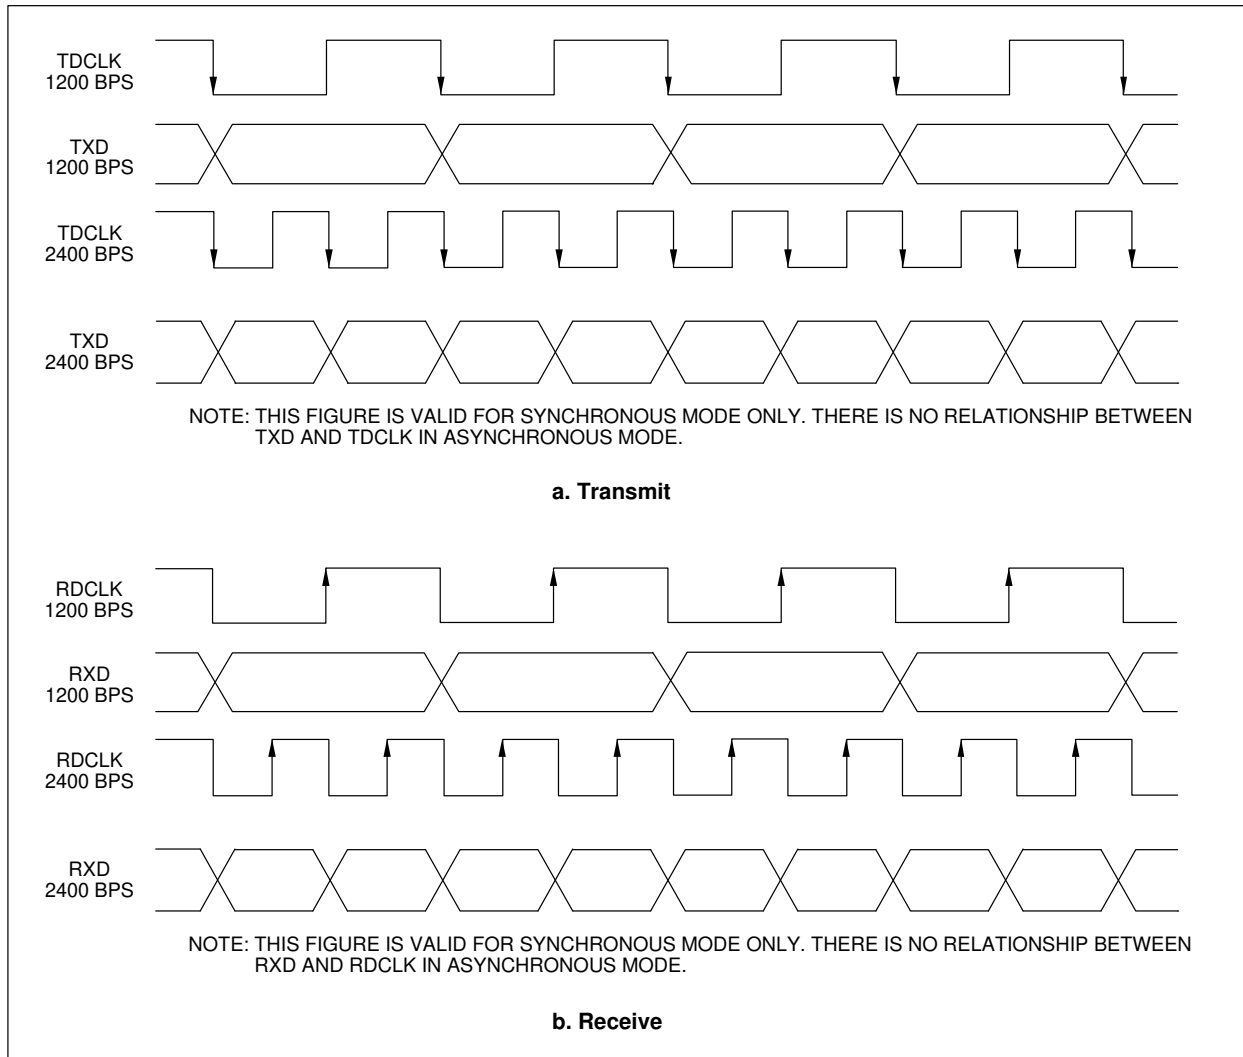 TDCLK
1200 BPS
TXD
1200 BPS
TDCLK
2400 BPS
TXD
2400 BPS
NOTE: THIS FIGURE IS VALID FOR SYNCHRONOUS MODE ONLY. THERE IS NO RELATIONSHIP BETWEEN
TXD AND TDCLK IN ASYNCHRONOUS MODE.
a. Transmit
RDCLK
1200 BPS
RXD
1200 BPS
RDCLK
2400 BPS
RXD
2400 BPS
NOTE: THIS FIGURE IS VALID FOR SYNCHRONOUS MODE ONLY. THERE IS NO RELATIONSHIP BETWEEN
RXD AND RDCLK IN ASYNCHRONOUS MODE.
b. Receive